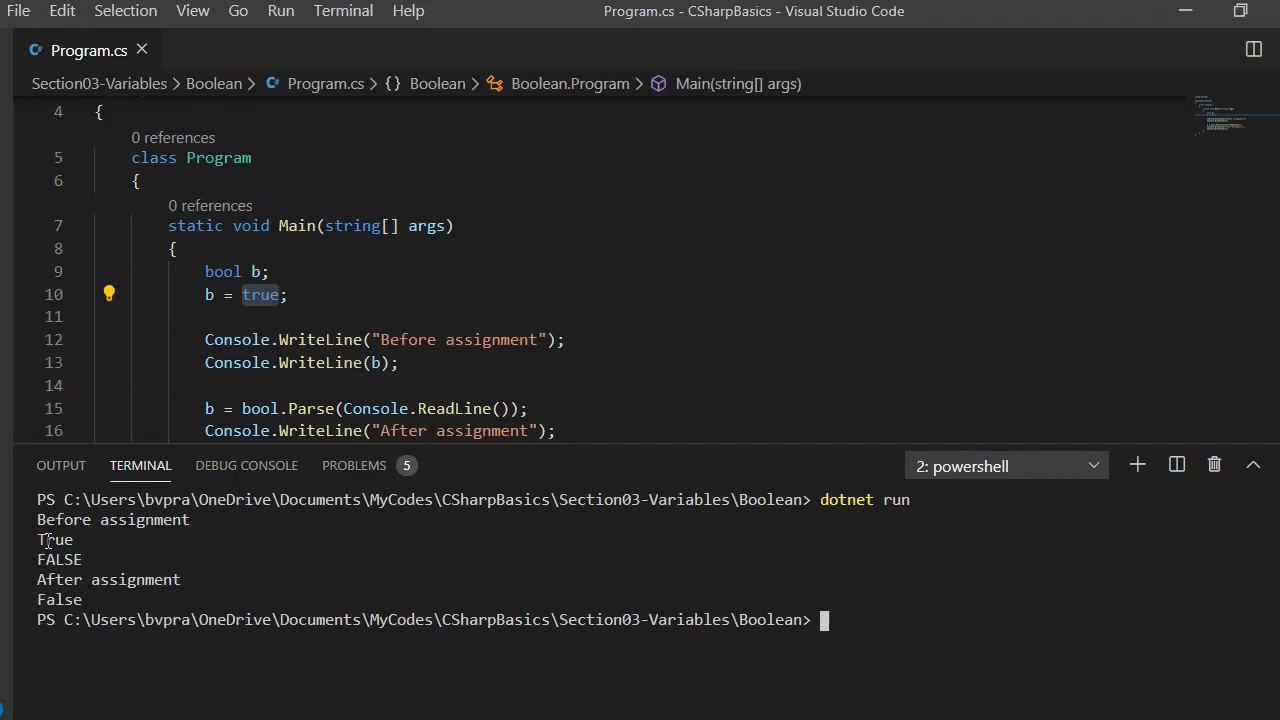 File Edit Selection View Go Run Terminal Help Program.cs - CSharpBasics - Visual Studio Code
C# Program.cs
Section03-Variables > Boolean > C# Program.cs > {} Boolean > Boolean.Program > Main(string[] args)
4 {
0 references
5 class Program
6 {
0 references
7 static void Main(string[] args)
8 {
9 bool b;
10 b = true;
11
12 Console.WriteLine("Before assignment");
13 Console.WriteLine(b);
14
15 b = bool.Parse(Console.ReadLine());
16 Console.WriteLine("After assignment");
OUTPUT TERMINAL DEBUG CONSOLE PROBLEMS 5 2: powershell
PS C:\Users\bvpra\OneDrive\Documents\MyCodes\CSharpBasics\Section03-Variables\Boolean> dotnet run
Before assignment
True
FALSE
After assignment
False
PS C:\Users\bvpra\OneDrive\Documents\MyCodes\CSharpBasics\Section03-Variables\Boolean>